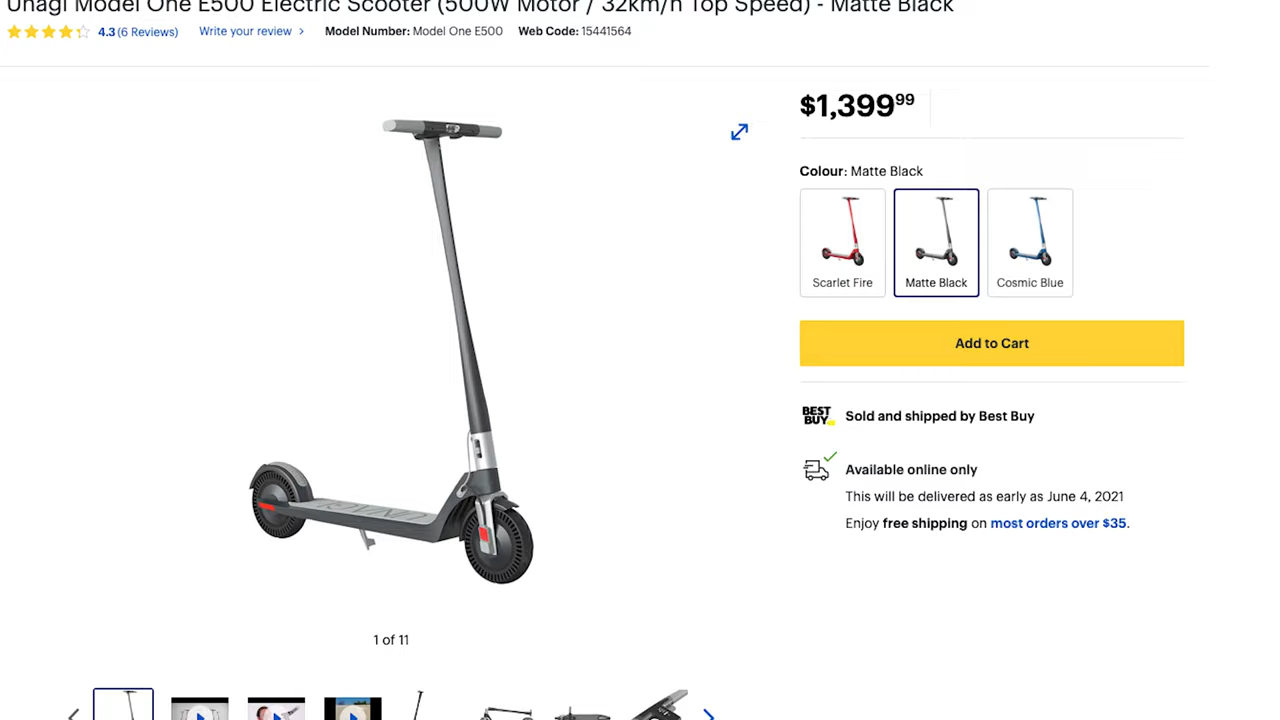 Unagi Model One E500 Electric Scooter (500W Motor / 32km/h Top Speed) - Matte Black
4.3 (6 Reviews) Write your review > Model Number: Model One E500 Web Code: 15441564
$1,399⁹⁹
Colour: Matte Black
Scarlet Fire Matte Black Cosmic Blue
Add to Cart
BEST BUY
Sold and shipped by Best Buy
Available online only
This will be delivered as early as June 4, 2021
Enjoy free shipping on most orders over $35.
UNAGI
1 of 11